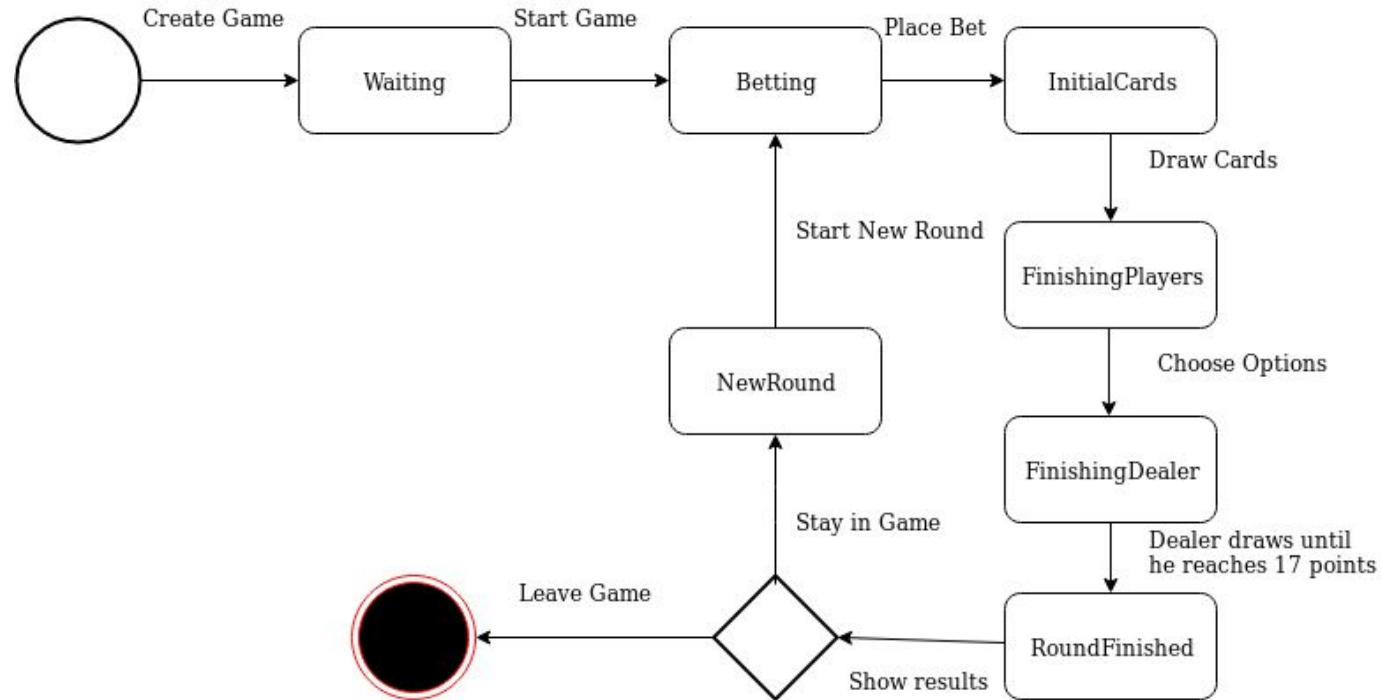 Create Game
Start Game
Place Bet
Waiting
Betting
InitialCards
Draw Cards
Start New Round
FinishingPlayers
Choose Options
NewRound
FinishingDealer
Stay in Game
Dealer draws until
he reaches 17 points
Leave Game
RoundFinished
Show results